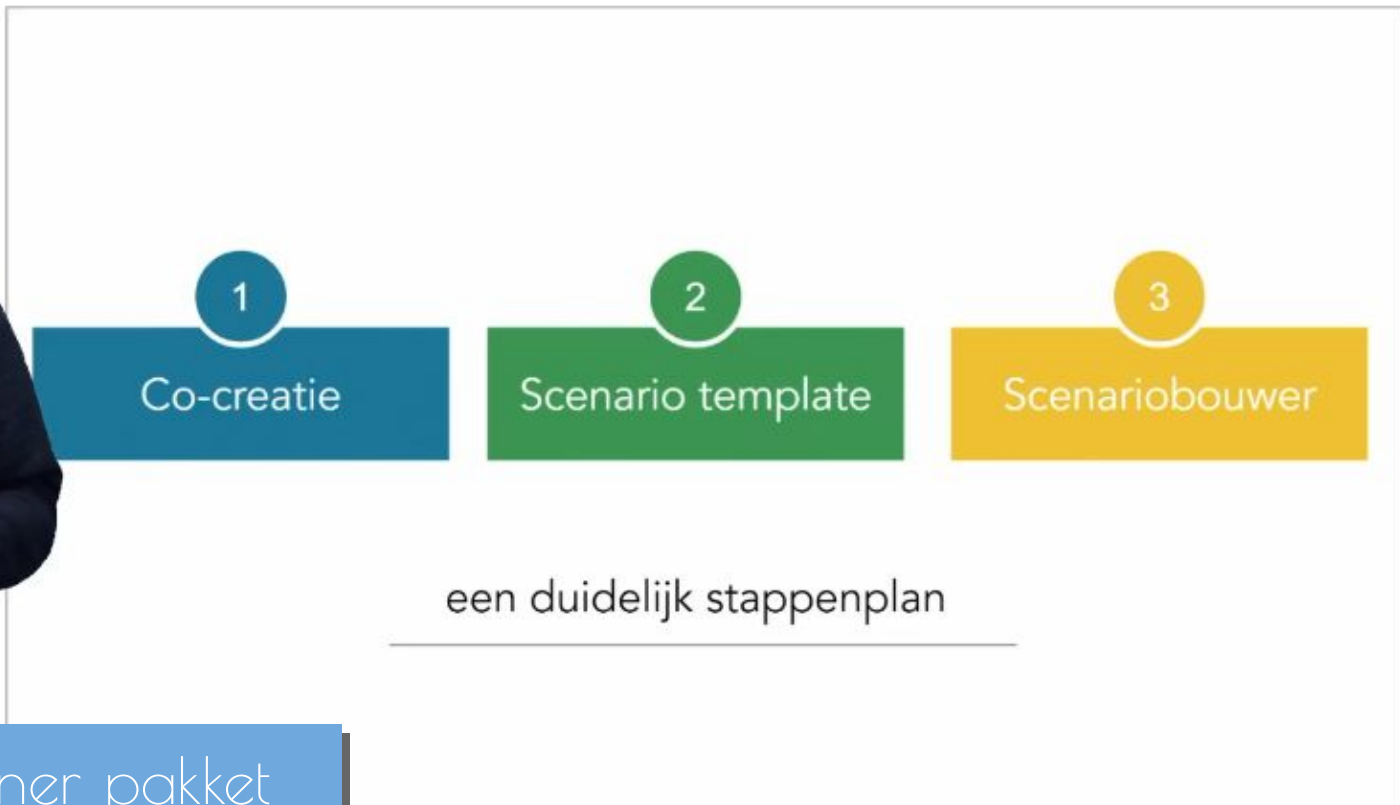 1
2
3
Co-creatie
Scenario template
Scenariobouwer
een duidelijk stappenplan
pakket